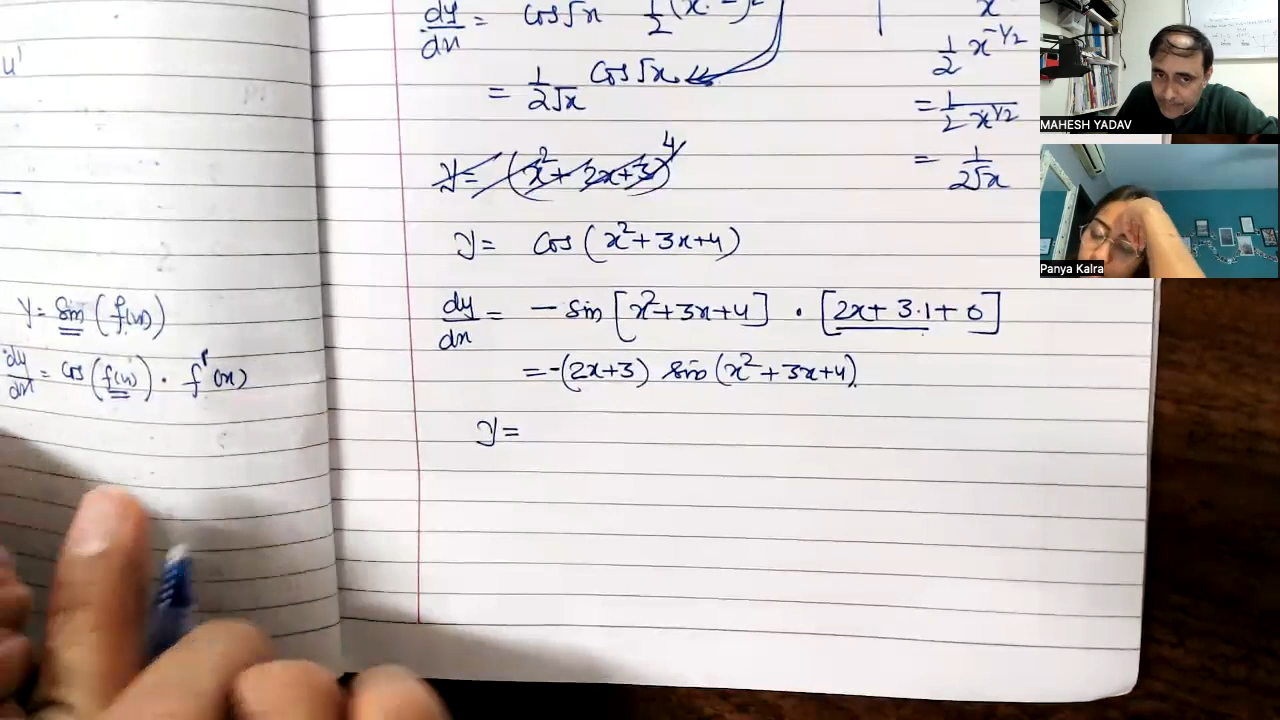 u'
y = sin (f(x))
dy/dx = cos (f(x)) · f'(x)
dy/dx = cos√x 1/2
= 1/2√x cos√x
y = (x² + 2x+3)⁴
y = cos (x² + 3x+4)
dy/dx = - sin [x²+3x+4] · [2x+ 3·1+ 0]
= -(2x+3) sin (x² + 3x+4).
y =
x
1/2 x^-1/2
= 1/2 x^1/2
= 1/2√x
MAHESH YADAV
Panya Kalra